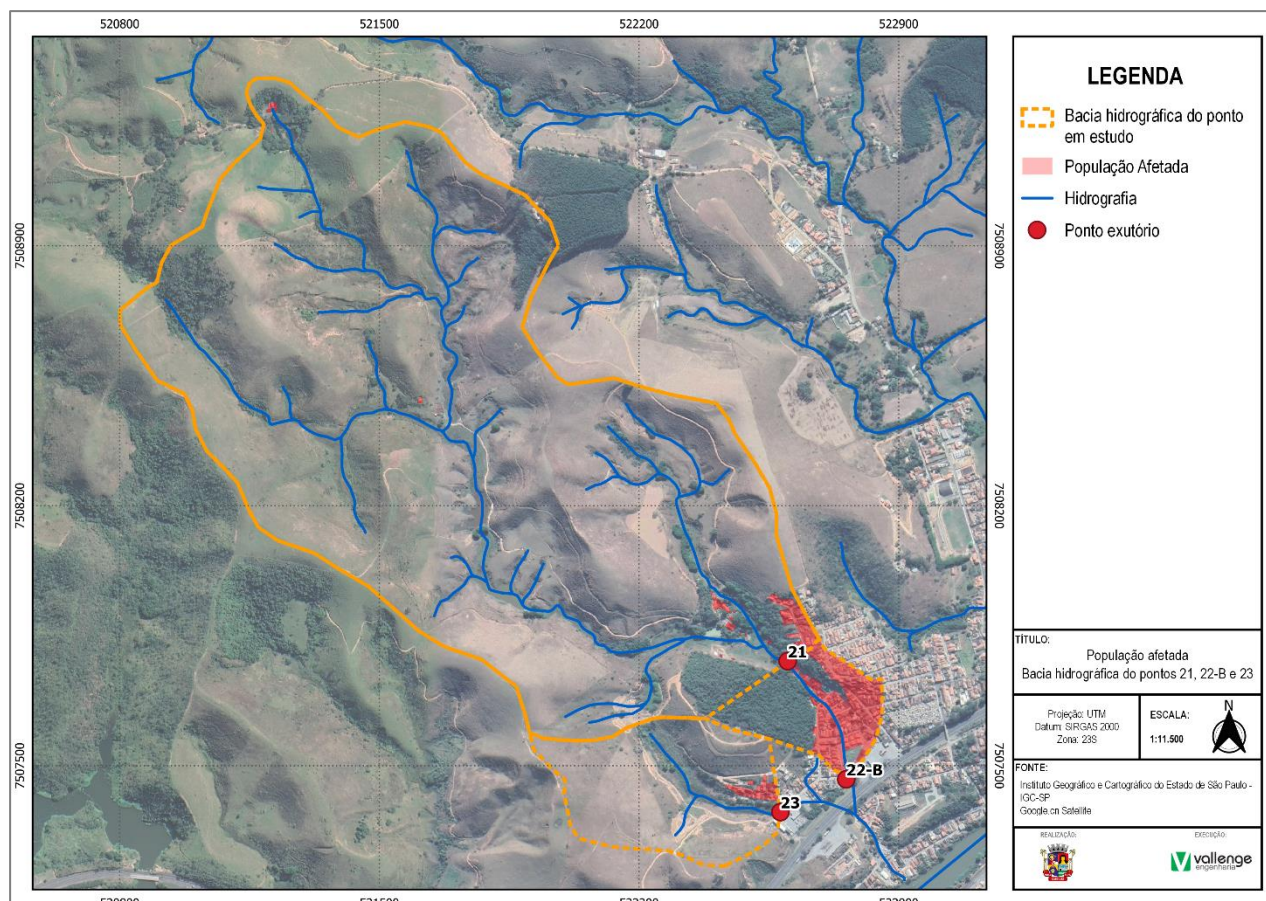 520800
521500
522200
522900
7508900
7508200
7507500
7508900
7508200
7507500
21
22-B
23
LEGENDA
Bacia hidrográfica do ponto
em estudo
População Afetada
Hidrografia
Ponto exutório
TÍTULO:
População afetada
Bacia hidrográfica do pontos 21, 22-B e 23
Projeção: UTM
Datum: SIRGAS 2000
Zona: 23S
ESCALA:
1:11.500
N
FONTE:
Instituto Geográfico e Cartográfico do Estado de São Paulo -
IGC-SP
Google.cn Satellite
REALIZAÇÃO:
EXECUÇÃO:
vallenge
engenharia